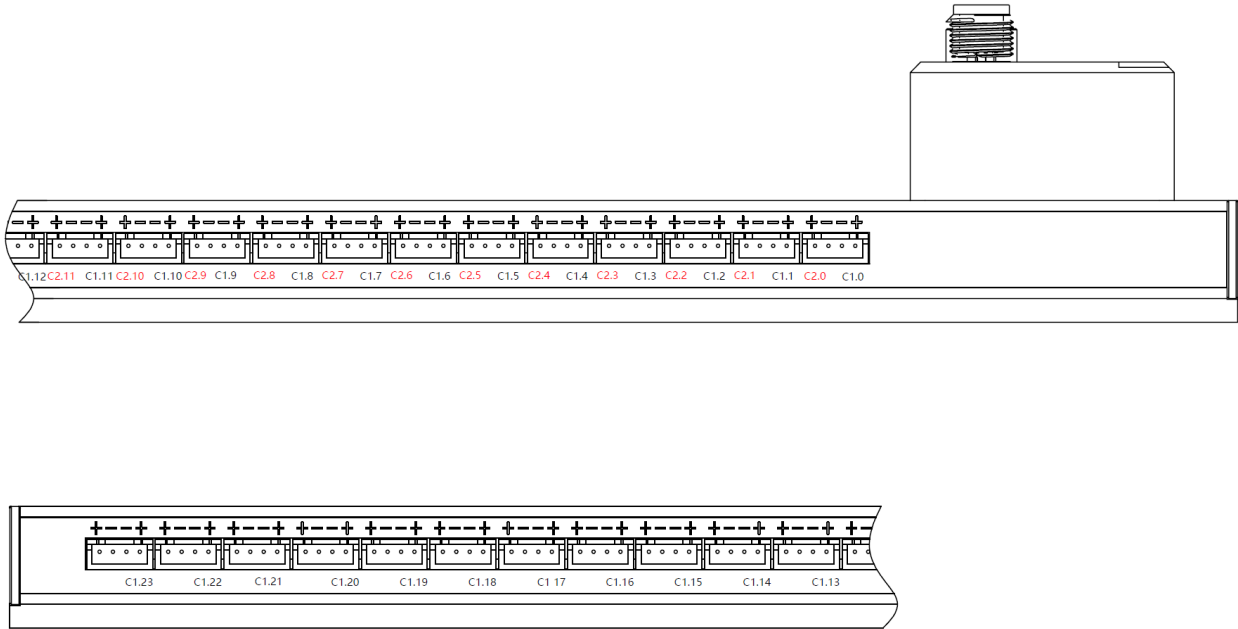 +--+ +--+ +--+ +--+ +--+ +--+ +--+ +--+ +--+ +--+ +--+ +--+
C1.12 C2.11 C1.11 C2.10 C1.10 C2.9 C1.9 C2.8 C1.8 C2.7 C1.7 C2.6 C1.6 C2.5 C1.5 C2.4 C1.4 C2.3 C1.3 C2.2 C1.2 C2.1 C1.1 C2.0 C1.0
+--+ +--+ +--+ +--+ +--+ +--+ +--+ +--+ +--+ +--+ +--+ +-
C1.23 C1.22 C1.21 C1.20 C1.19 C1.18 C1 17 C1.16 C1.15 C1.14 C1.13